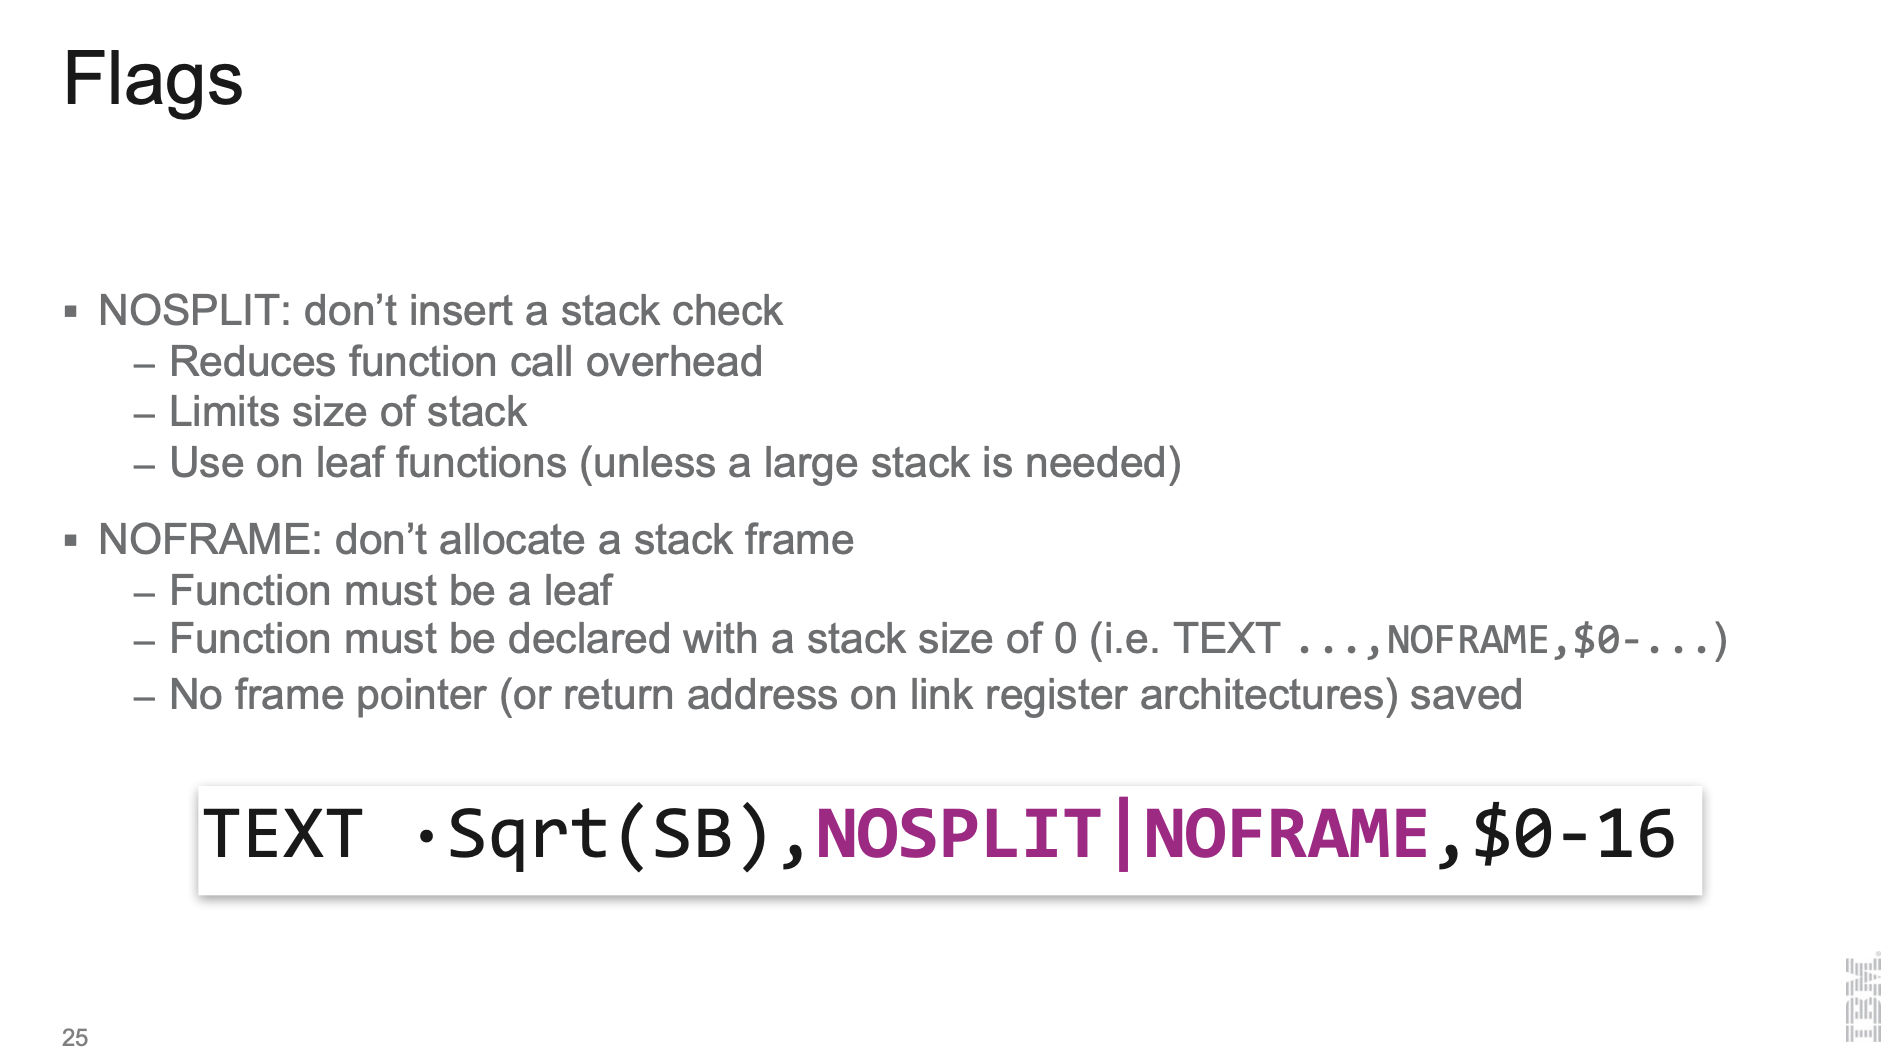 Flags
▪ NOSPLIT: don’t insert a stack check
– Reduces function call overhead
– Limits size of stack
– Use on leaf functions (unless a large stack is needed)
▪ NOFRAME: don’t allocate a stack frame
– Function must be a leaf
– Function must be declared with a stack size of 0 (i.e. TEXT ...,NOFRAME,$0-...)
– No frame pointer (or return address on link register architectures) saved
TEXT ·Sqrt(SB),NOSPLIT|NOFRAME,$0-16
25
IBM®